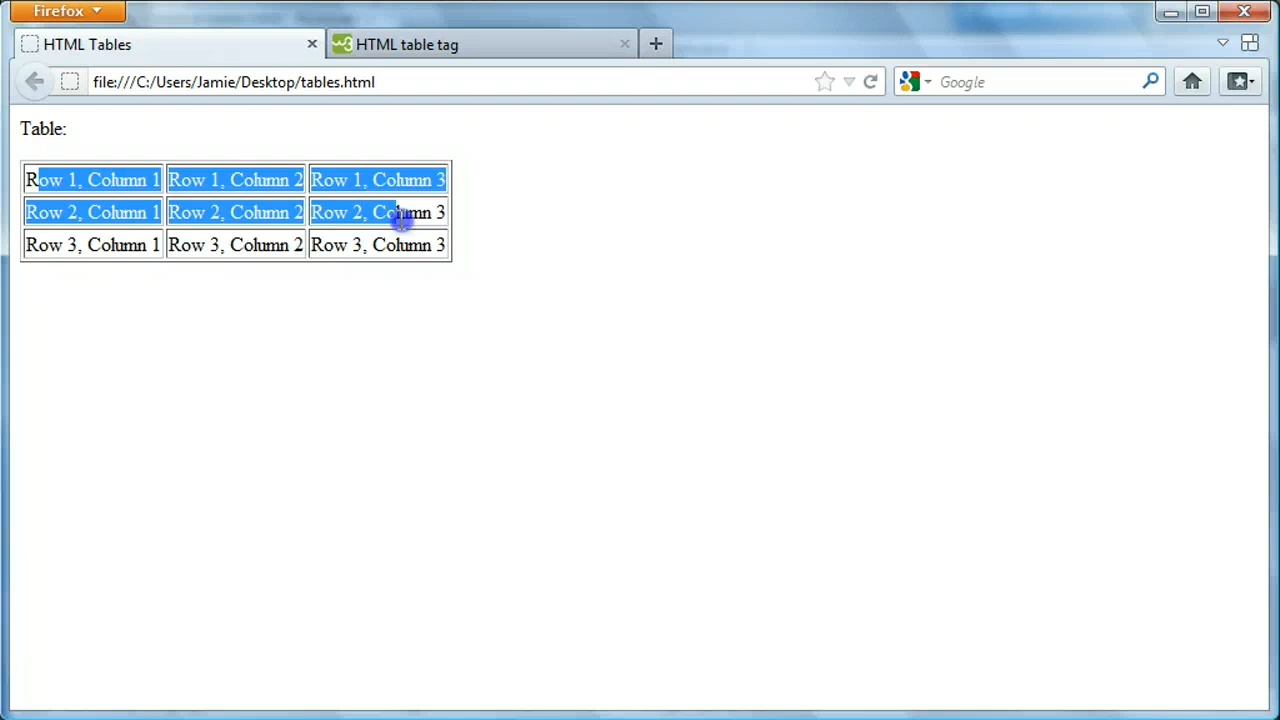 Firefox
HTML Tables
HTML table tag
file:///C:/Users/Jamie/Desktop/tables.html
Google
Table:
Row 1, Column 1 Row 1, Column 2 Row 1, Column 3
Row 2, Column 1 Row 2, Column 2 Row 2, Column 3
Row 3, Column 1 Row 3, Column 2 Row 3, Column 3